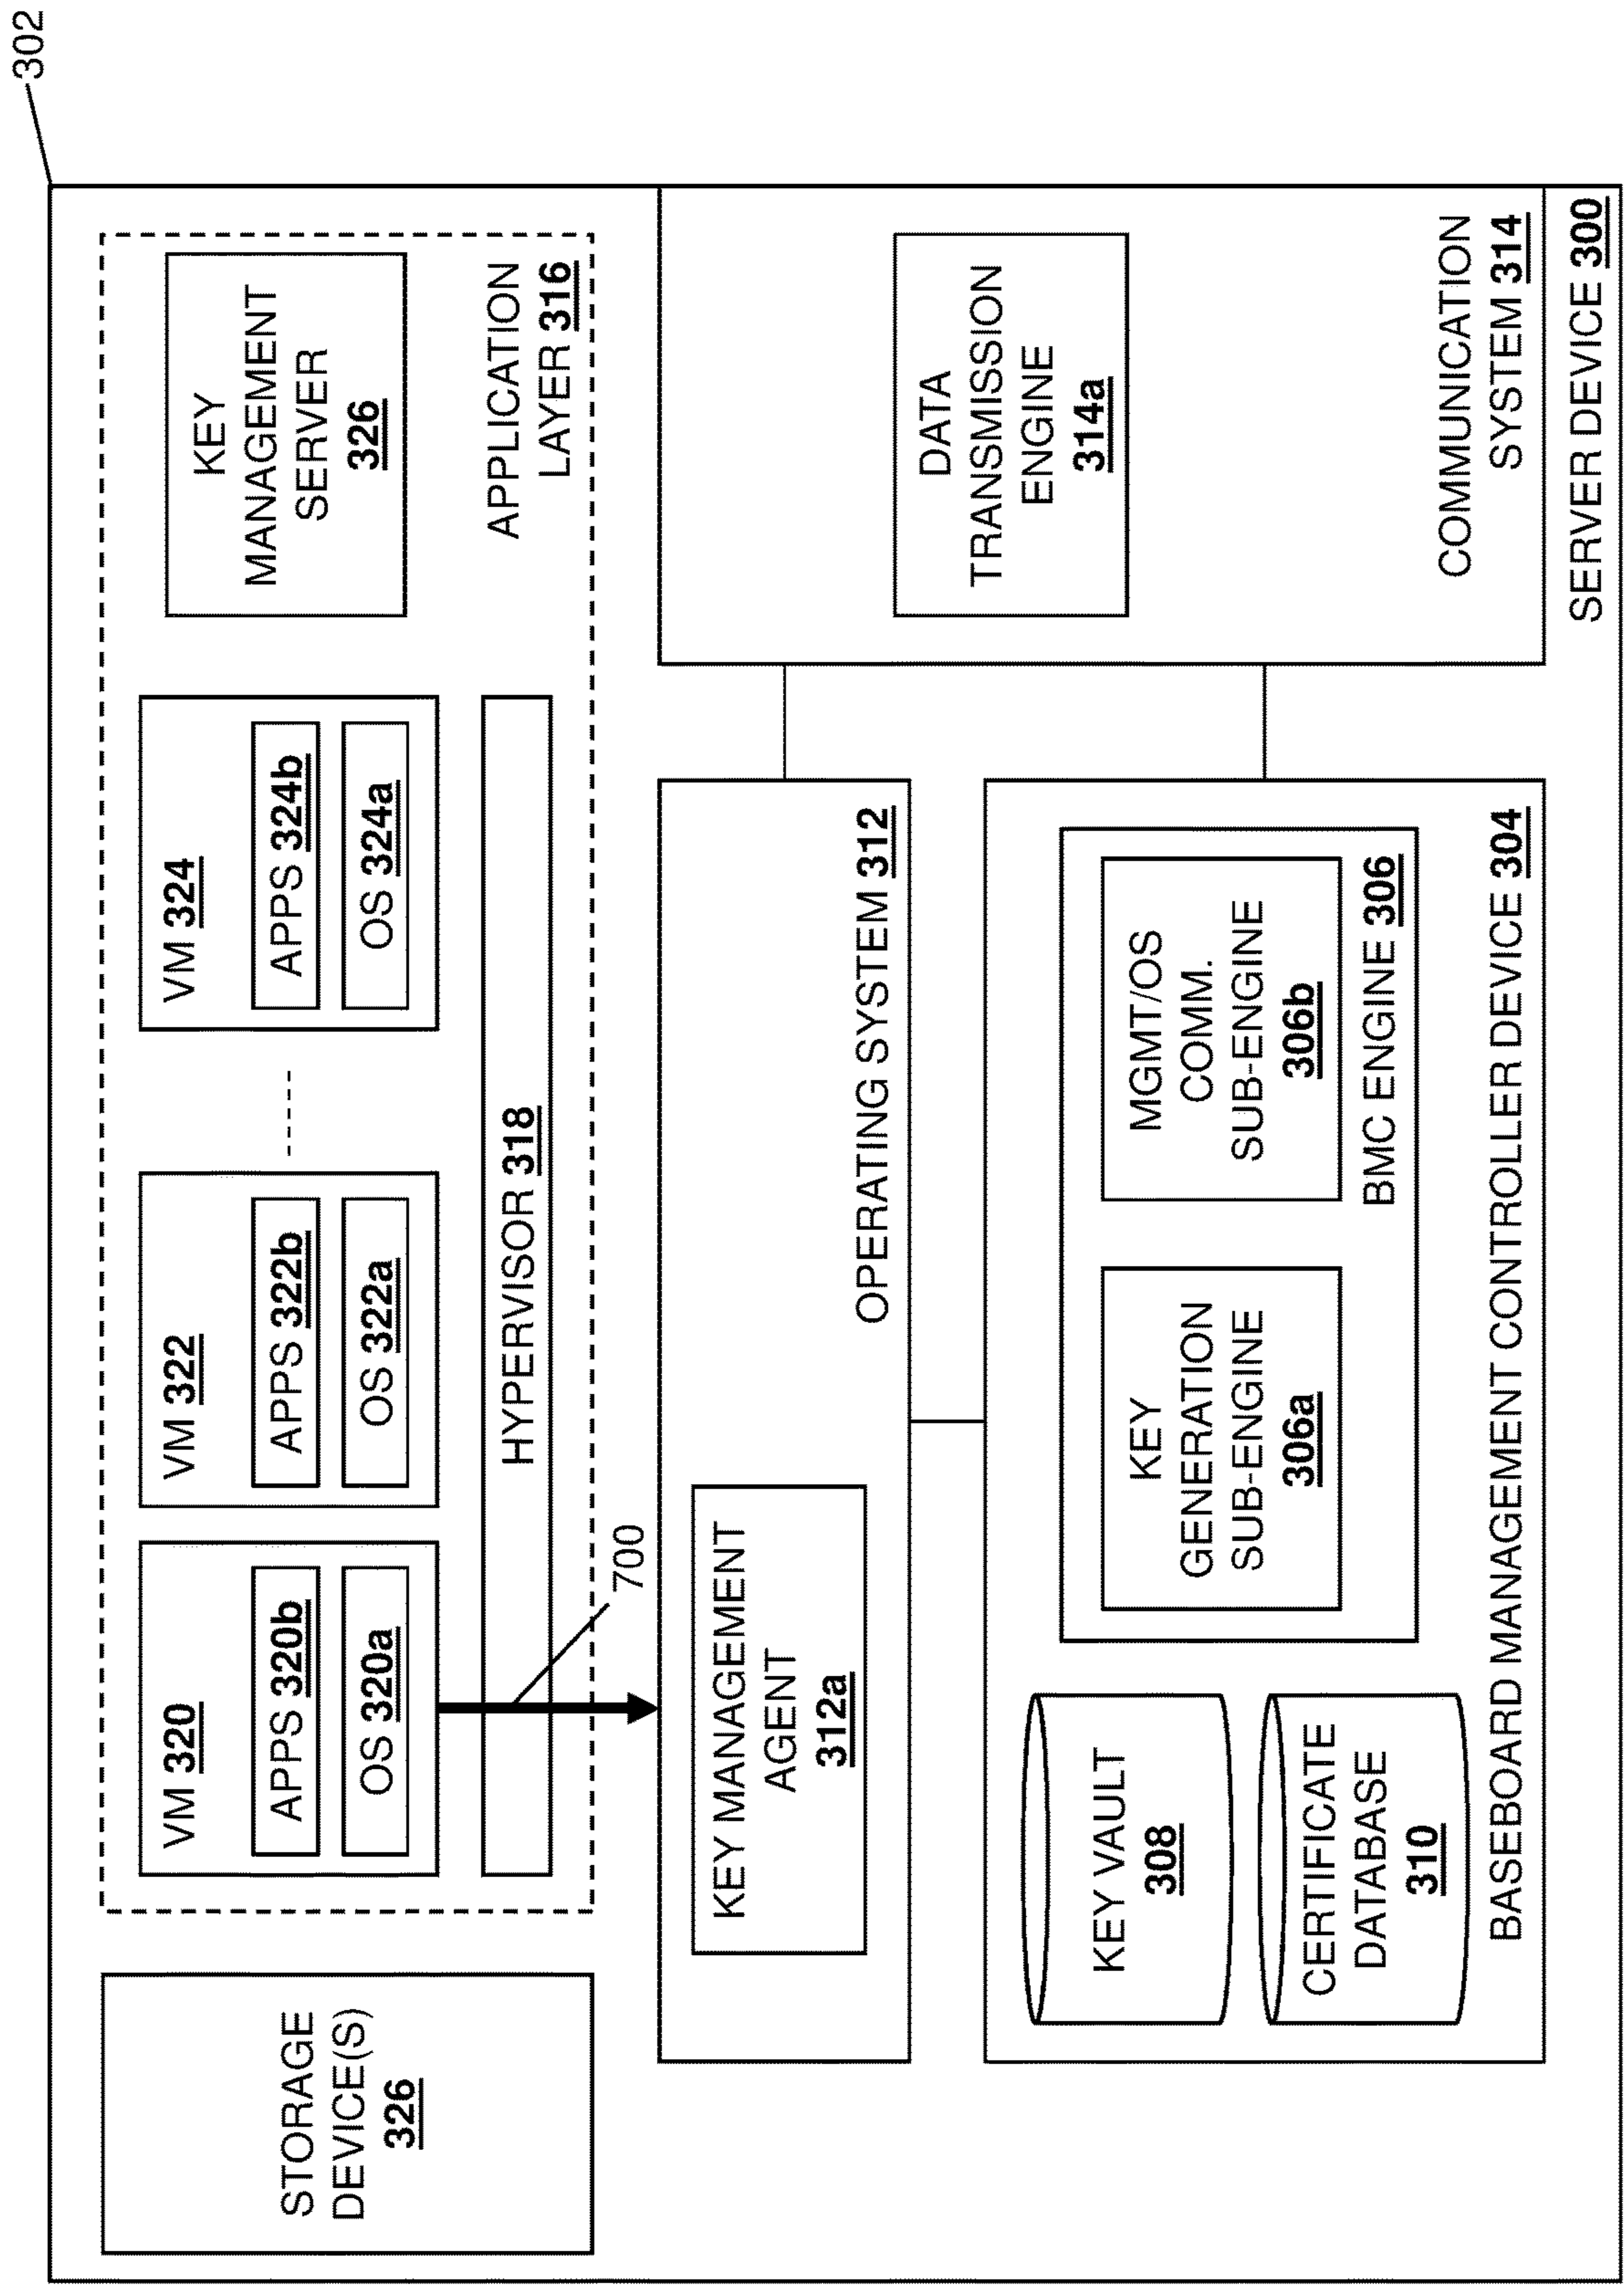 302
STORAGE
DEVICE(S)
326
VM 320
APPS 320b
OS 320a
VM 322
APPS 322b
OS 322a
VM 324
APPS 324b
OS 324a
KEY
MANAGEMENT
SERVER
326
HYPERVISOR 318
APPLICATION
LAYER 316
700
KEY MANAGEMENT
AGENT
312a
OPERATING SYSTEM 312
DATA
TRANSMISSION
ENGINE
314a
COMMUNICATION
SYSTEM 314
KEY VAULT
308
CERTIFICATE
DATABASE
310
KEY
GENERATION
SUB-ENGINE
306a
MGMT/OS
COMM.
SUB-ENGINE
306b
BMC ENGINE 306
BASEBOARD MANAGEMENT CONTROLLER DEVICE 304
SERVER DEVICE 300